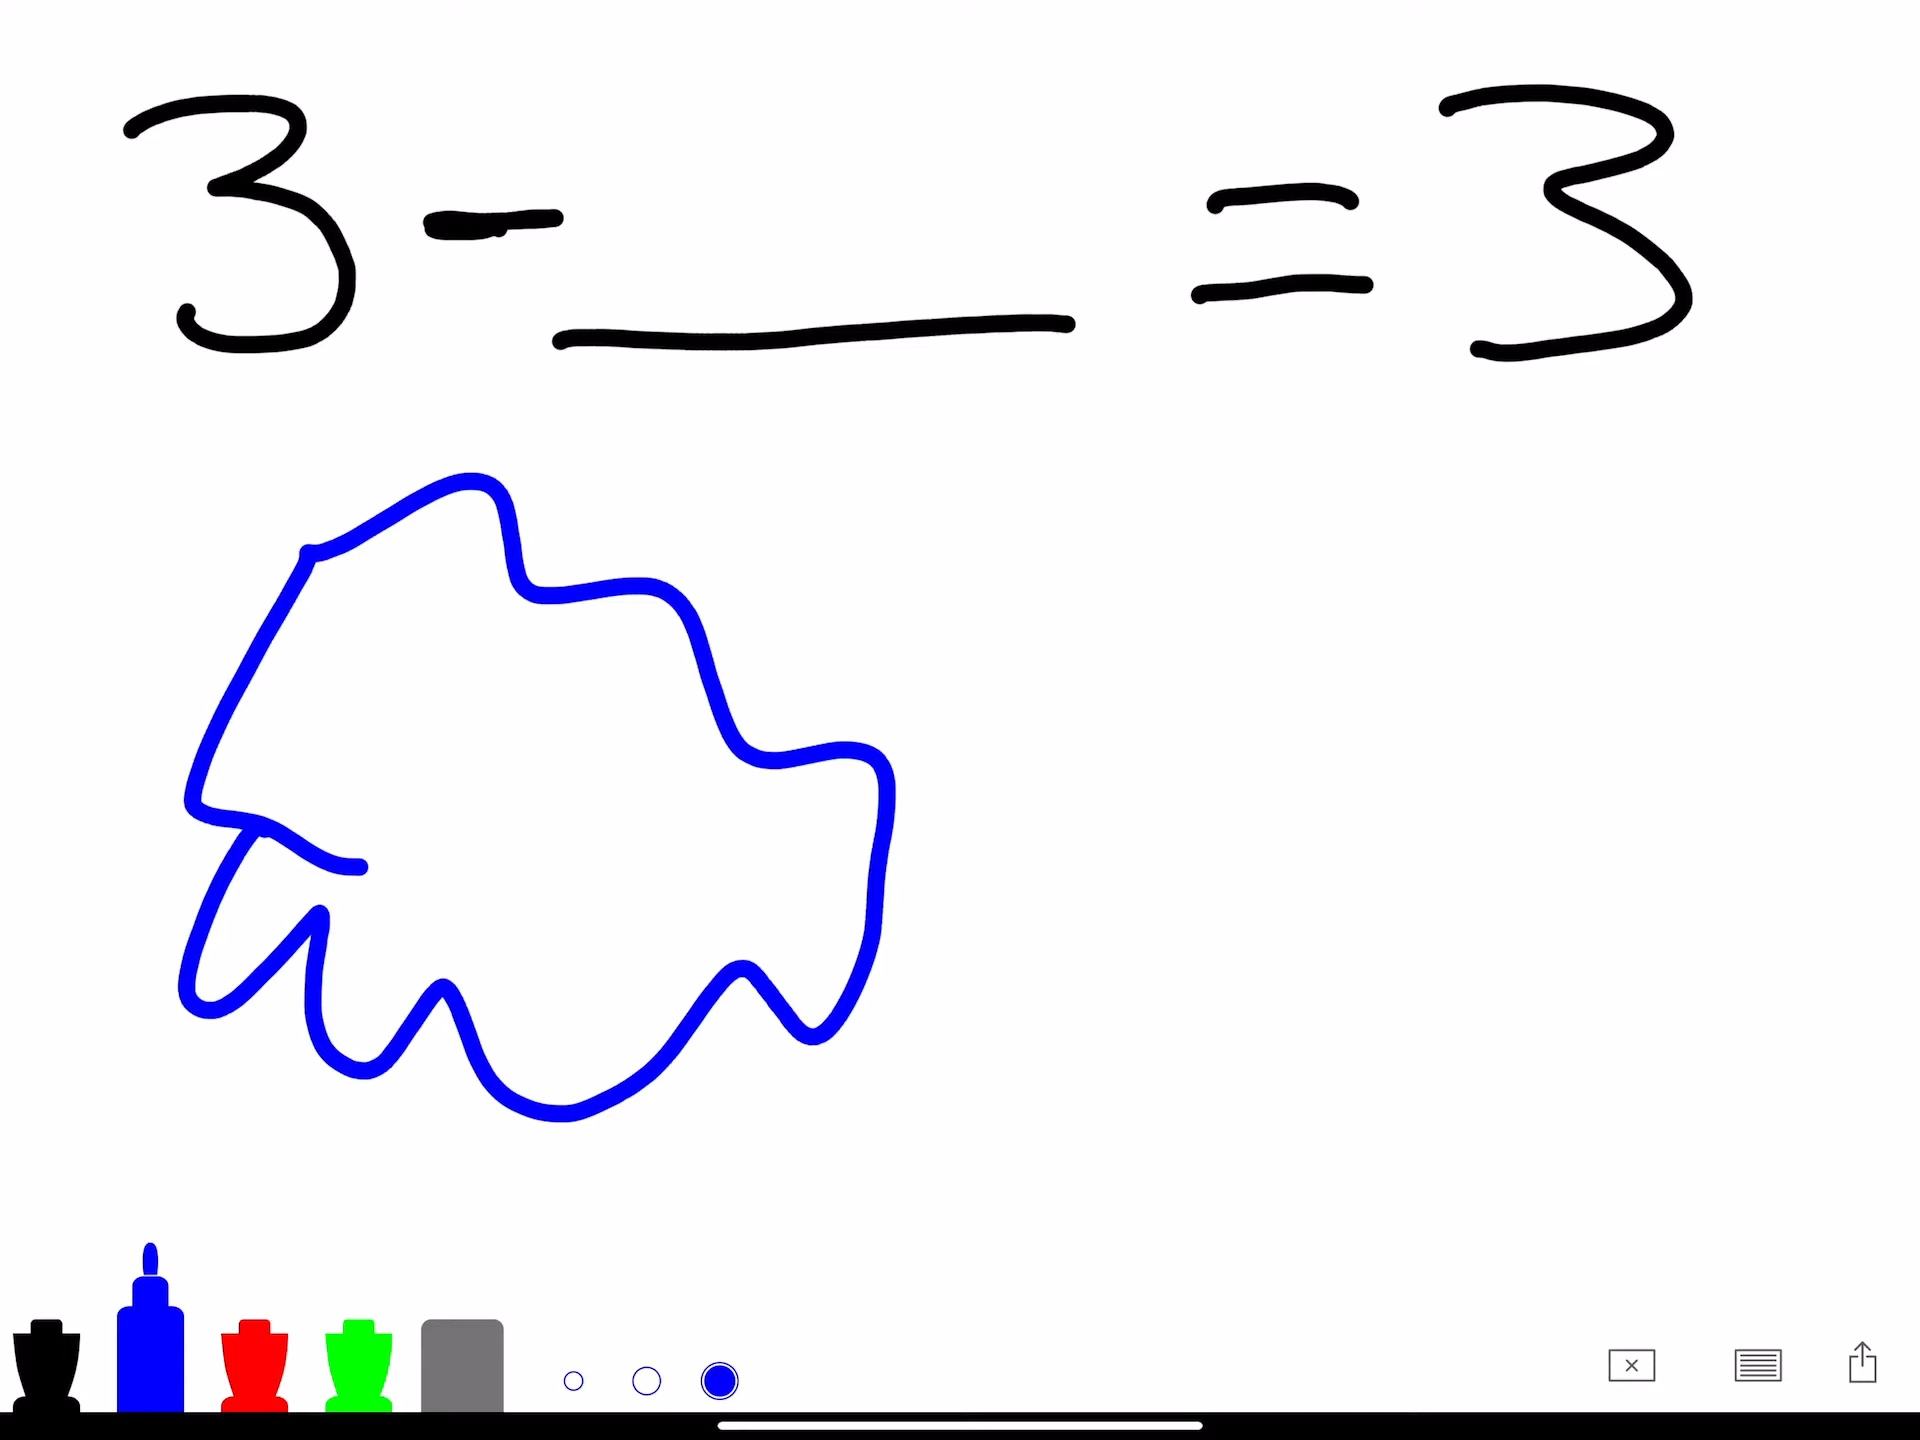 3 - ____ = 3